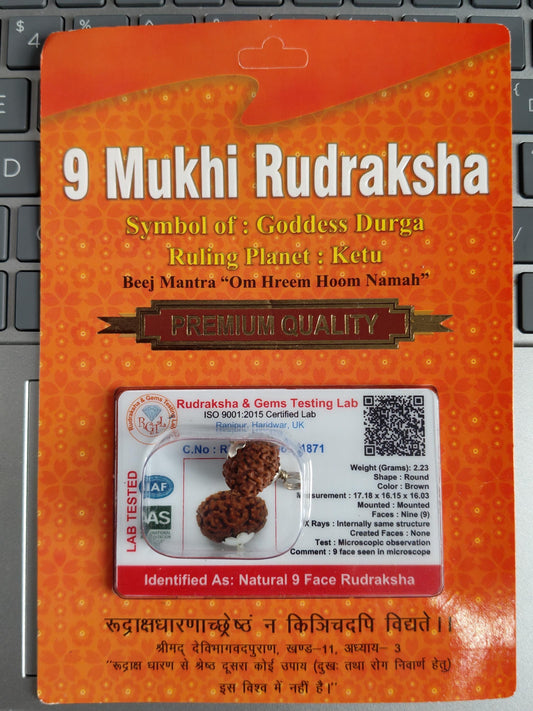 9 Mukhi Rudraksha
Symbol of : Goddess Durga
Ruling Planet : Ketu
Beej Mantra “Om Hreem Hoom Namah”
PREMIUM QUALITY
Rudraksha & Gems Testing Lab
ISO 9001:2015 Certified Lab
Ranipur, Haridwar, UK
C.No : R
1871
LAB TESTED
IAF
Weight (Grams): 2.23
Shape : Round
Color : Brown
Measurement : 17.18 x 16.15 x 16.03
Mounted : Mounted
Faces : Nine (9)
X Rays : Internally same structure
Created Faces : None
Test : Microscopic observation
Comment : 9 face seen in microscope
Identified As: Natural 9 Face Rudraksha
रूद्राक्षधारणाच्छ्रेष्ठं न किञ्चिदपि विद्यते।।
श्रीमद् देविभागवदपुराण, खण्ड-11, अध्याय- 3
“रूद्राक्ष धारण से श्रेष्ठ दूसरा कोई उपाय (दुखः तथा रोग निवार्ण हेतु)
इस विश्व में नहीं है।”